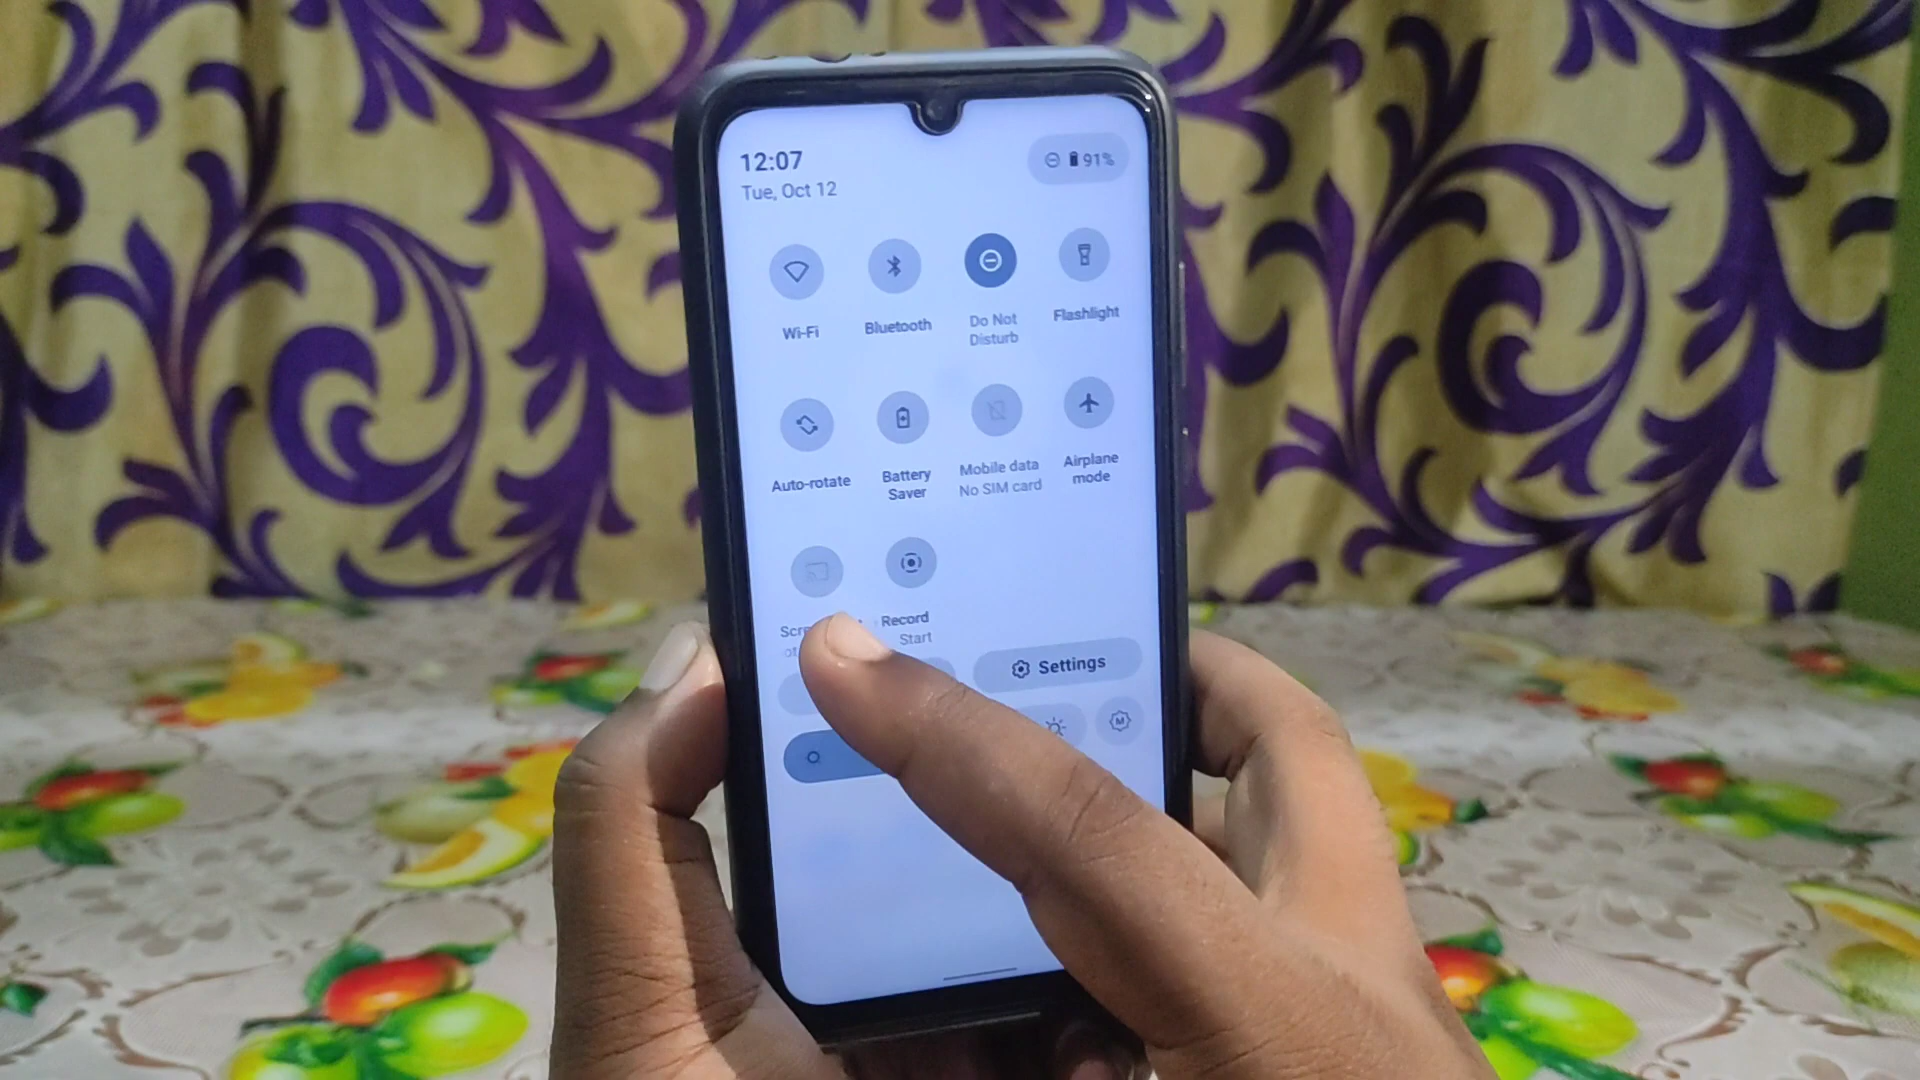 12:07
91%
Tue, Oct 12
Wi-Fi
Bluetooth
Do Not
Disturb
Flashlight
Auto-rotate
Battery
Saver
Mobile data
No SIM card
Airplane
mode
Record
Start
Settings
M